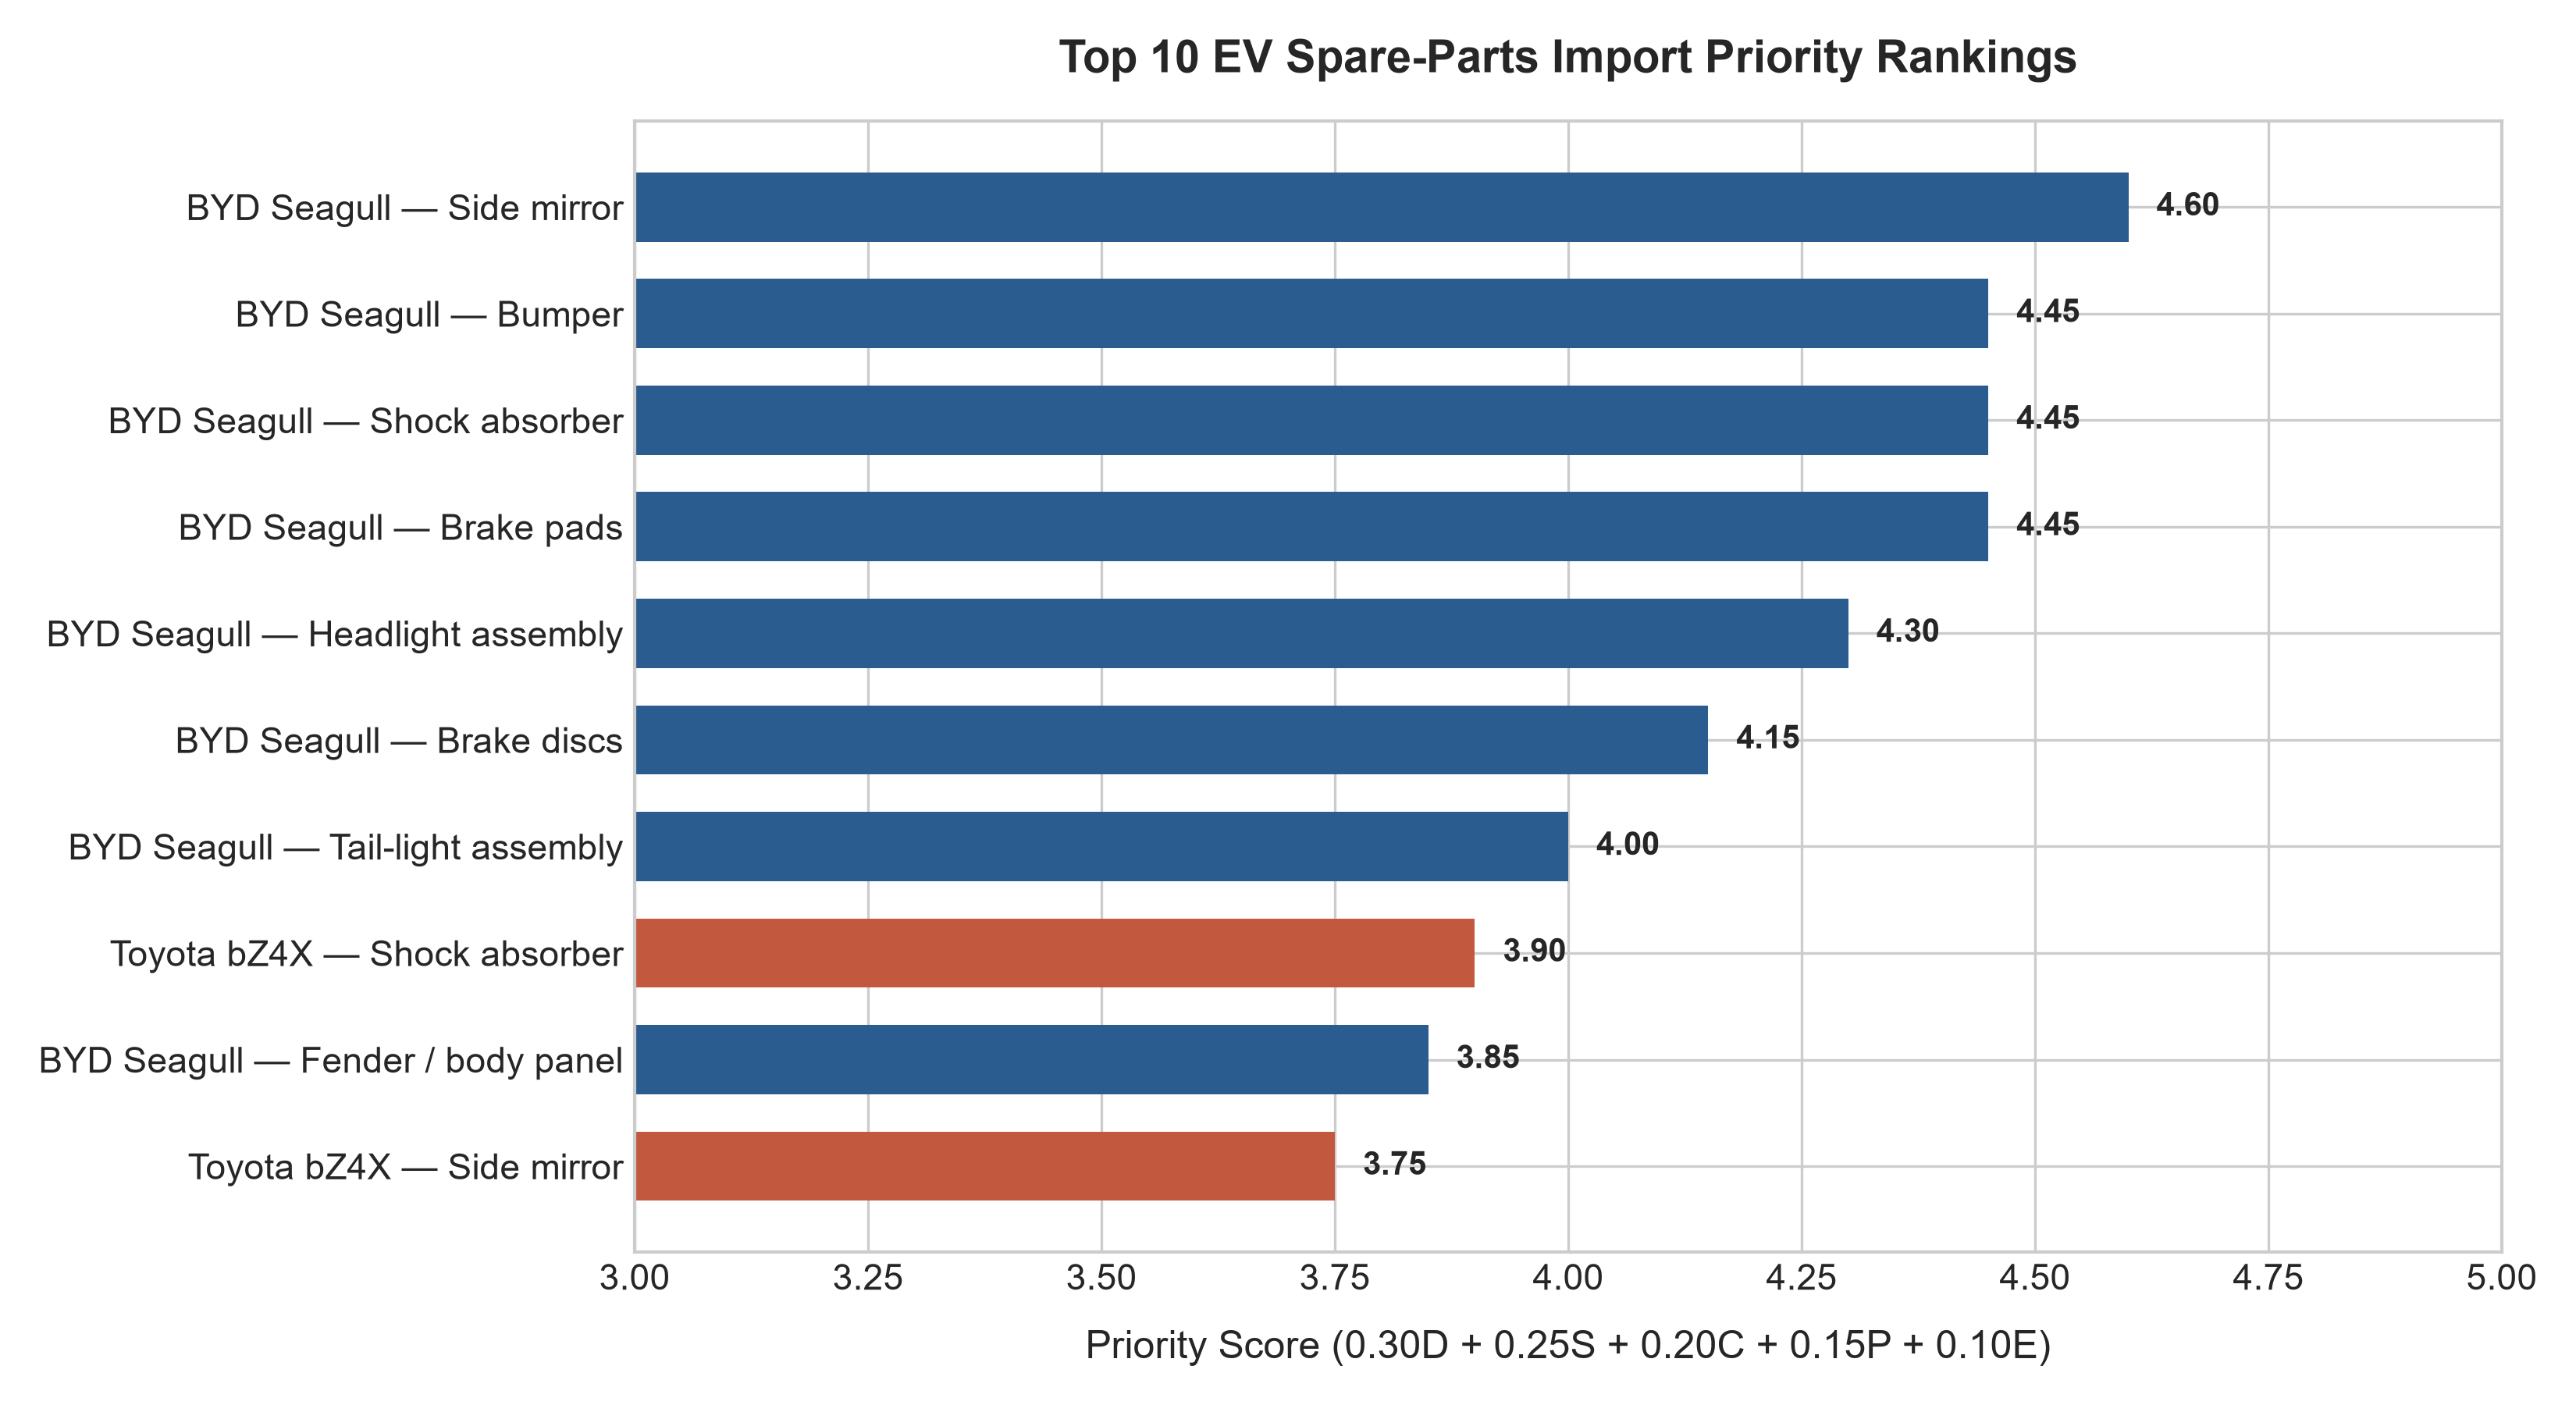 Top 10 EV Spare-Parts Import Priority Rankings
BYD Seagull — Side mirror 4.60
BYD Seagull — Bumper 4.45
BYD Seagull — Shock absorber 4.45
BYD Seagull — Brake pads 4.45
BYD Seagull — Headlight assembly 4.30
BYD Seagull — Brake discs 4.15
BYD Seagull — Tail-light assembly 4.00
Toyota bZ4X — Shock absorber 3.90
BYD Seagull — Fender / body panel 3.85
Toyota bZ4X — Side mirror 3.75
3.00 3.25 3.50 3.75 4.00 4.25 4.50 4.75 5.00
Priority Score (0.30D + 0.25S + 0.20C + 0.15P + 0.10E)